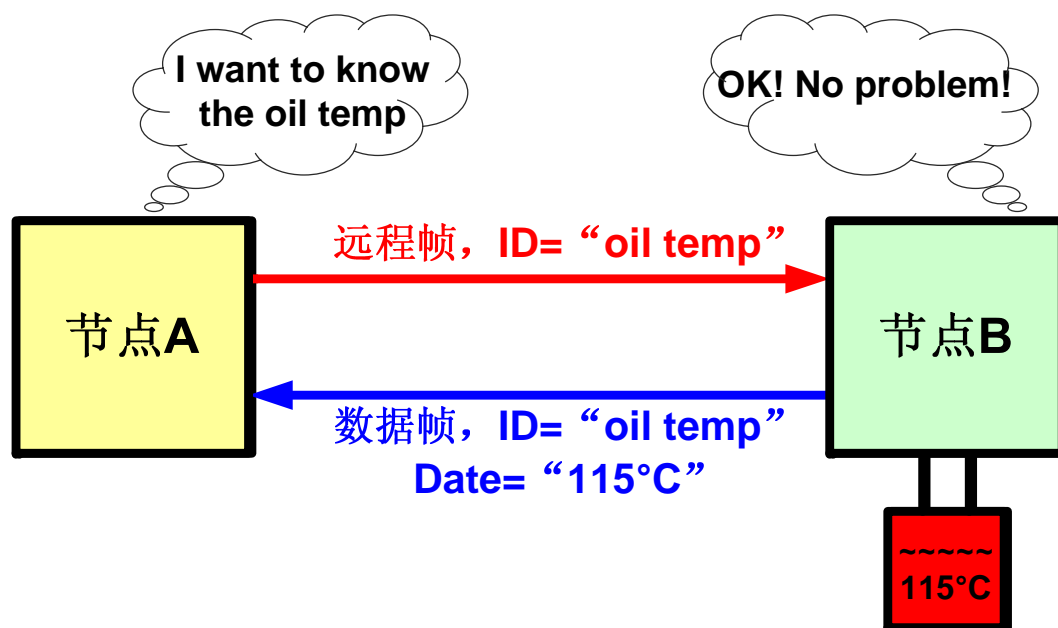 I want to know
the oil temp
OK! No problem!
远程帧，ID=“oil temp”
节点A
节点B
数据帧，ID=“oil temp”
Date=“115°C”
~~~~~
115°C